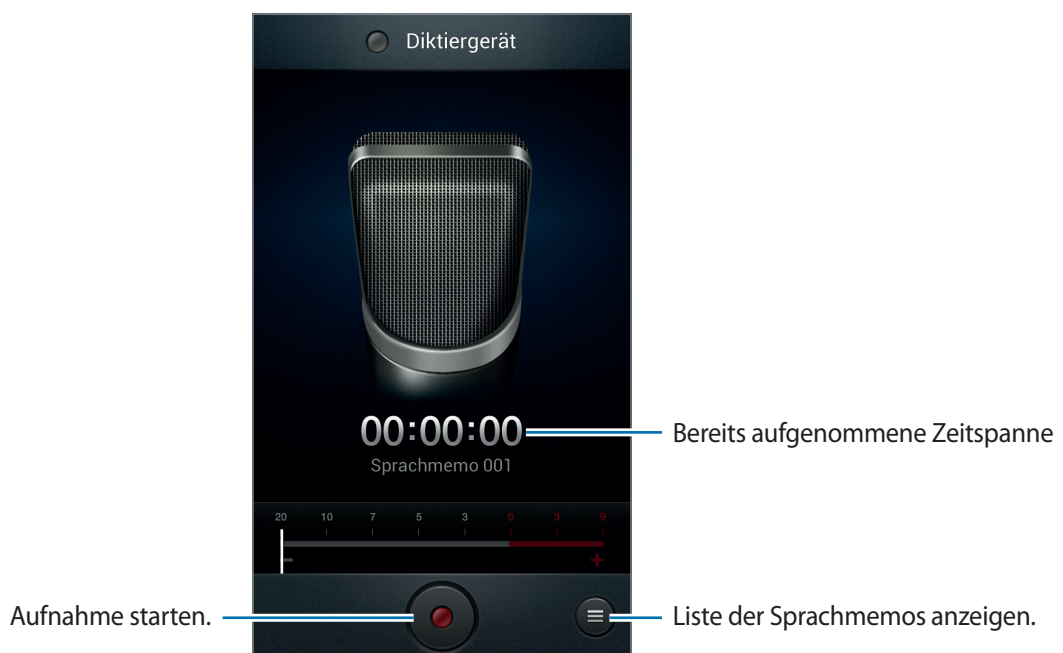 Diktiergerät
00:00:00
Bereits aufgenommene Zeitspanne
Sprachmemo 001
20 10 7 5 3 0 3 9
- +
Aufnahme starten.
Liste der Sprachmemos anzeigen.